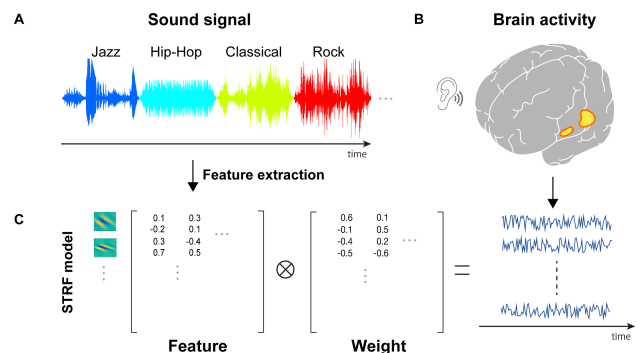 A
Sound signal
B
Brain activity
Jazz
Hip-Hop
Classical
Rock
time
Feature extraction
C
STRF model
0.1 0.3
-0.2 0.1
0.3 -0.4
0.7 0.5
0.6 0.1
-0.1 0.5
-0.4 0.2
-0.5 -0.6
Feature
Weight
time